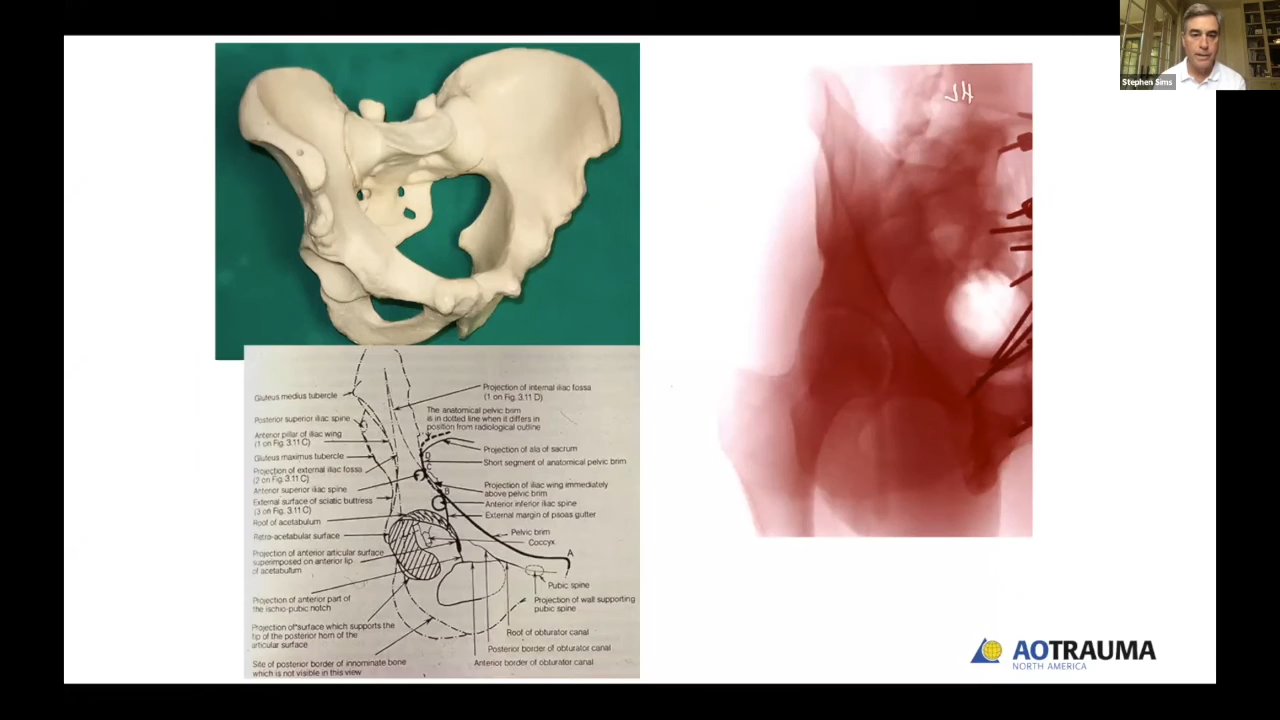 Stephen Sims
Gluteus medius tubercle
Posterior superior iliac spine
Anterior pillar of iliac wing
(1 on Fig. 3.11 C)
Gluteus maximus tubercle
Projection of external iliac fossa
(2 on Fig. 3.11 C)
Anterior superior iliac spine
External surface of sciatic buttress
(3 on Fig. 3.11 C)
Roof of acetabulum
Retro-acetabular surface
Projection of anterior articular surface
superimposed on anterior lip
of acetabulum
Projection of anterior part of
the ischio-pubic notch
Projection of surface which supports the
tip of the posterior horn of the
articular surface
Site of posterior border of innominate bone
which is not visible in this view
Projection of internal iliac fossa
(1 on Fig. 3.11 D)
The anatomical pelvic brim
is in dotted line when it differs in
position from radiological outline
Projection of ala of sacrum
Short segment of anatomical pelvic brim
Projection of iliac wing immediately
above pelvic brim
Anterior inferior iliac spine
External margin of psoas gutter
Pelvic brim
Coccyx
D
C
B
A
Pubic spine
Projection of wall supporting
pubic spine
Roof of obturator canal
Posterior border of obturator canal
Anterior border of obturator canal
AOTRAUMA
NORTH AMERICA